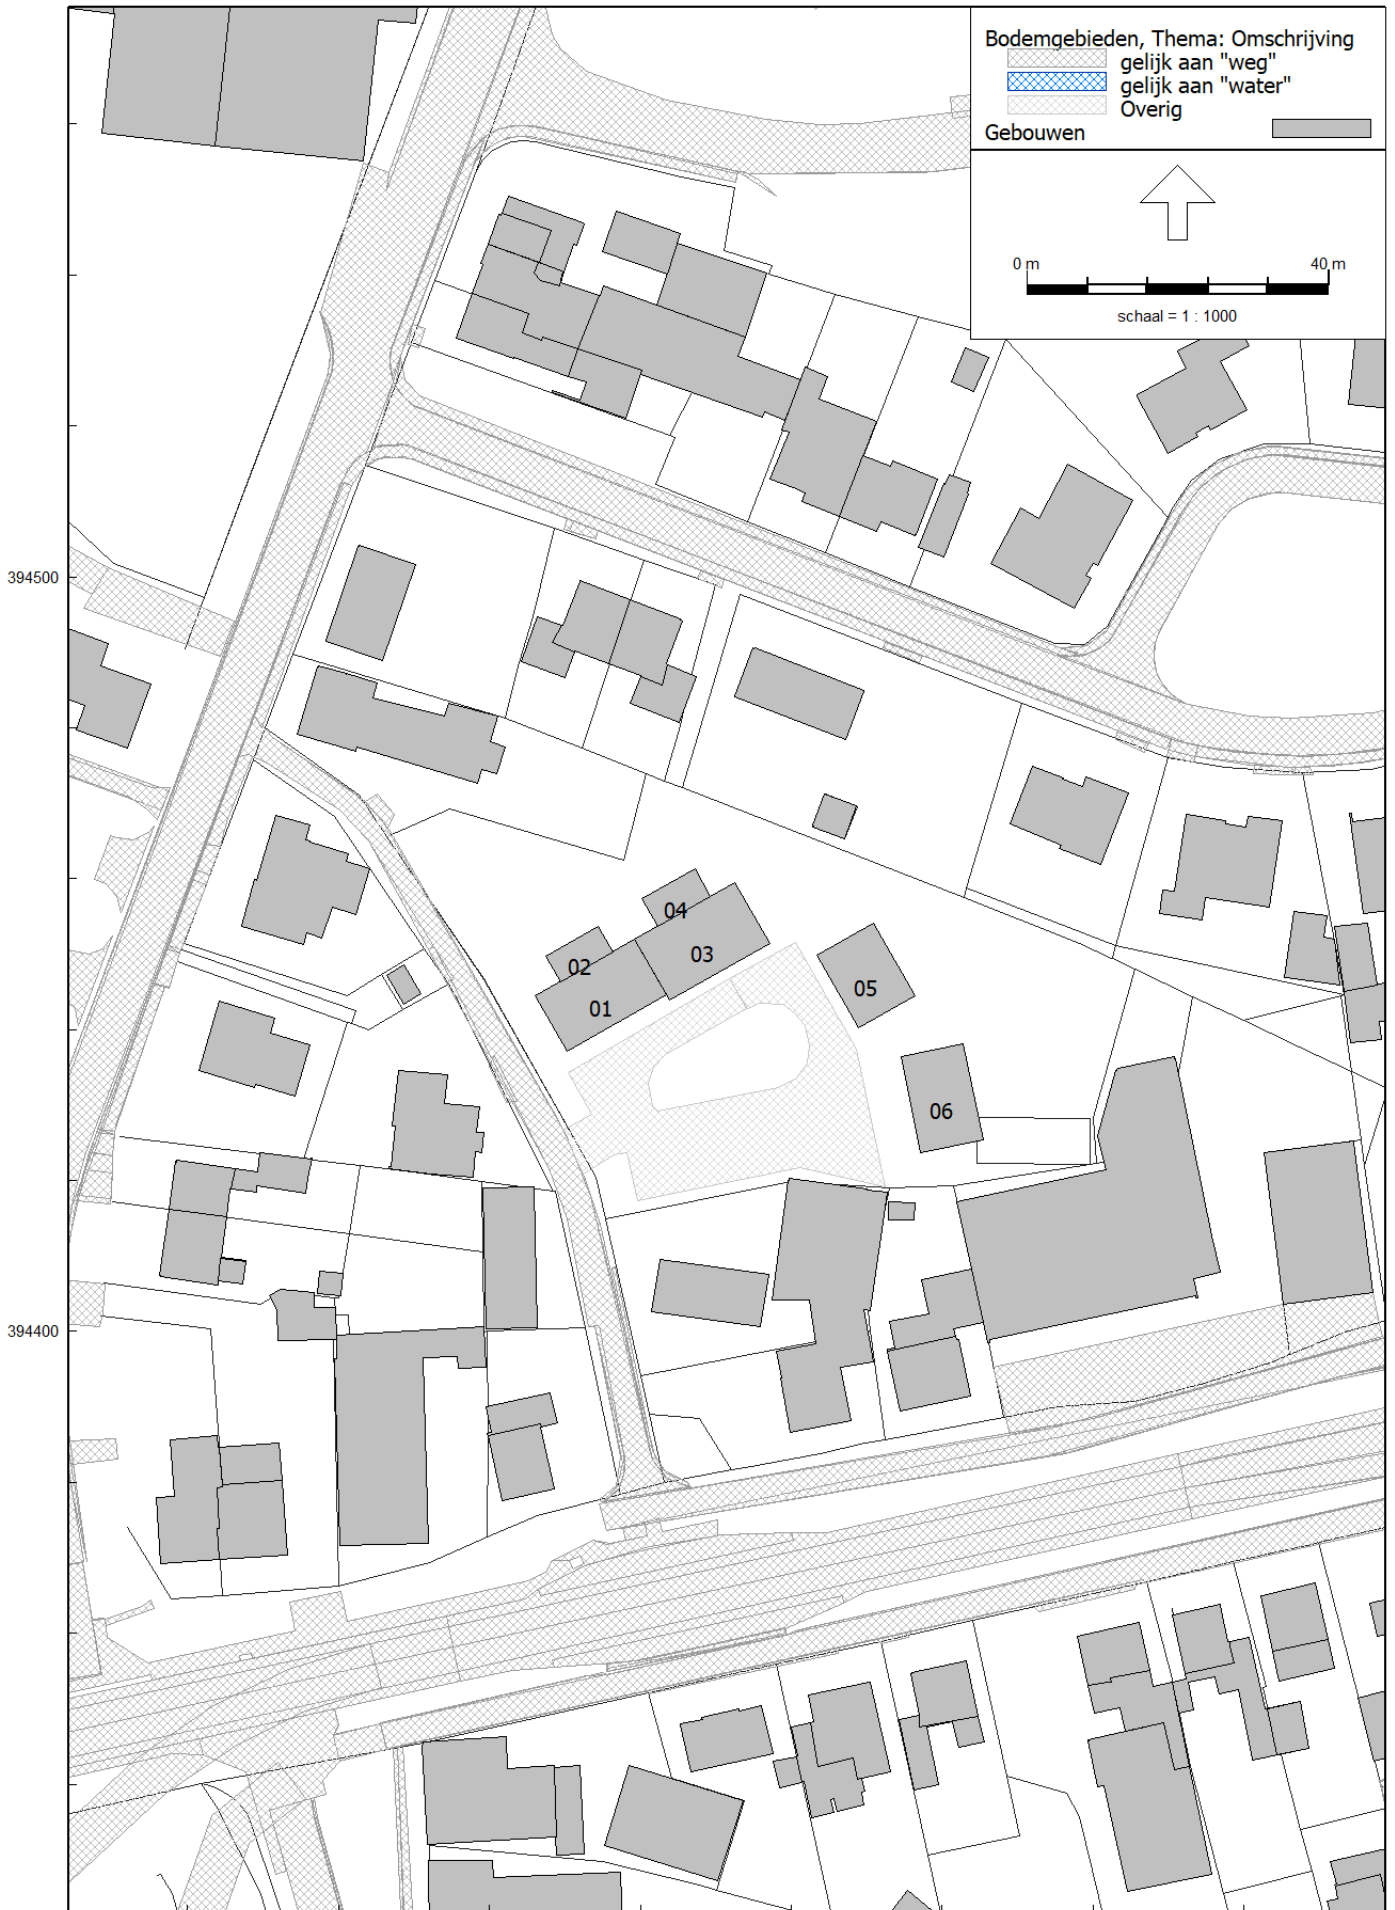 Bodemgebieden, Thema: Omschrijving
gelijk aan "weg"
gelijk aan "water"
Overig
Gebouwen
0 m 40 m
schaal = 1 : 1000
394500
04
03
02
01
05
06
394400